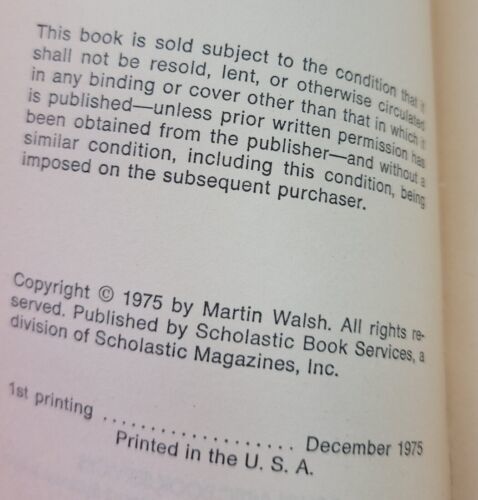 This book is sold subject to the condition that it
shall not be resold, lent, or otherwise circulated
in any binding or cover other than that in which it
is published—unless prior written permission has
been obtained from the publisher—and without a
similar condition, including this condition, being
imposed on the subsequent purchaser.
Copyright © 1975 by Martin Walsh. All rights re-
served. Published by Scholastic Book Services, a
division of Scholastic Magazines, Inc.
1st printing .................. December 1975
Printed in the U. S. A.